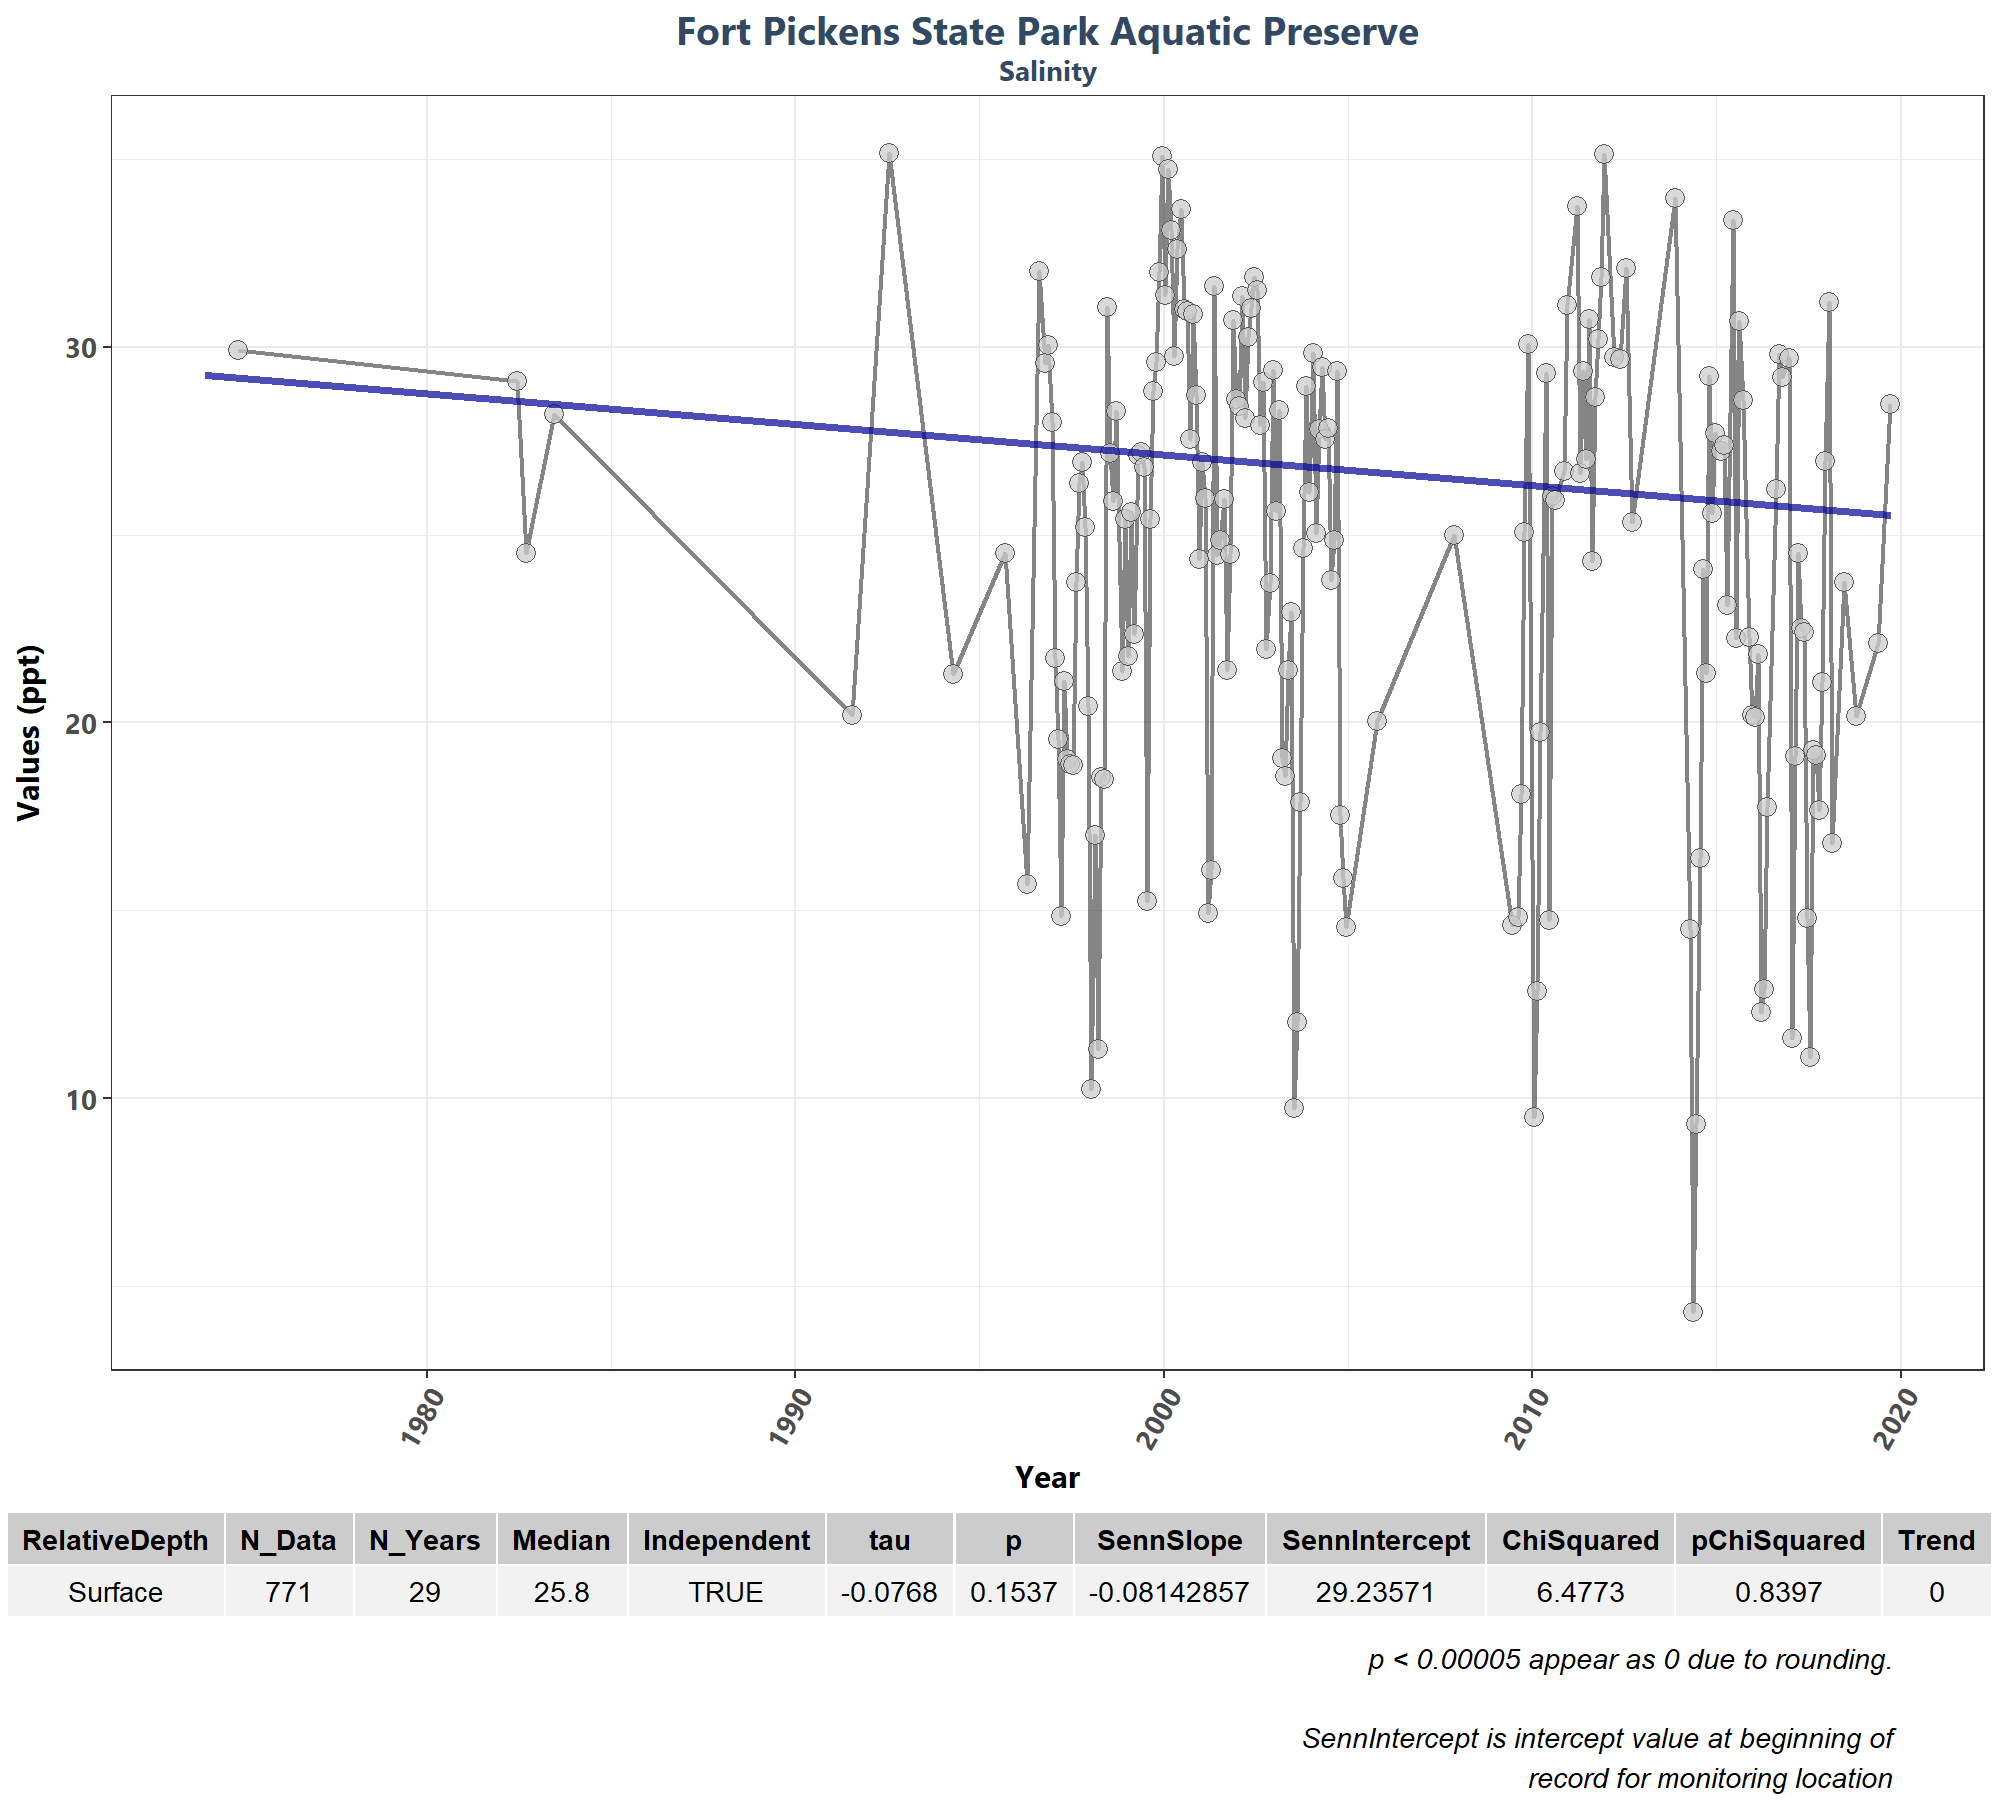 Fort Pickens State Park Aquatic Preserve
Salinity
Values (ppt)
30
20
10
1980
1990
2000
2010
2020
Year
RelativeDepth N_Data N_Years Median Independent tau p SennSlope SennIntercept ChiSquared pChiSquared Trend
Surface 771 29 25.8 TRUE -0.0768 0.1537 -0.08142857 29.23571 6.4773 0.8397 0
p < 0.00005 appear as 0 due to rounding.
SennIntercept is intercept value at beginning of
record for monitoring location